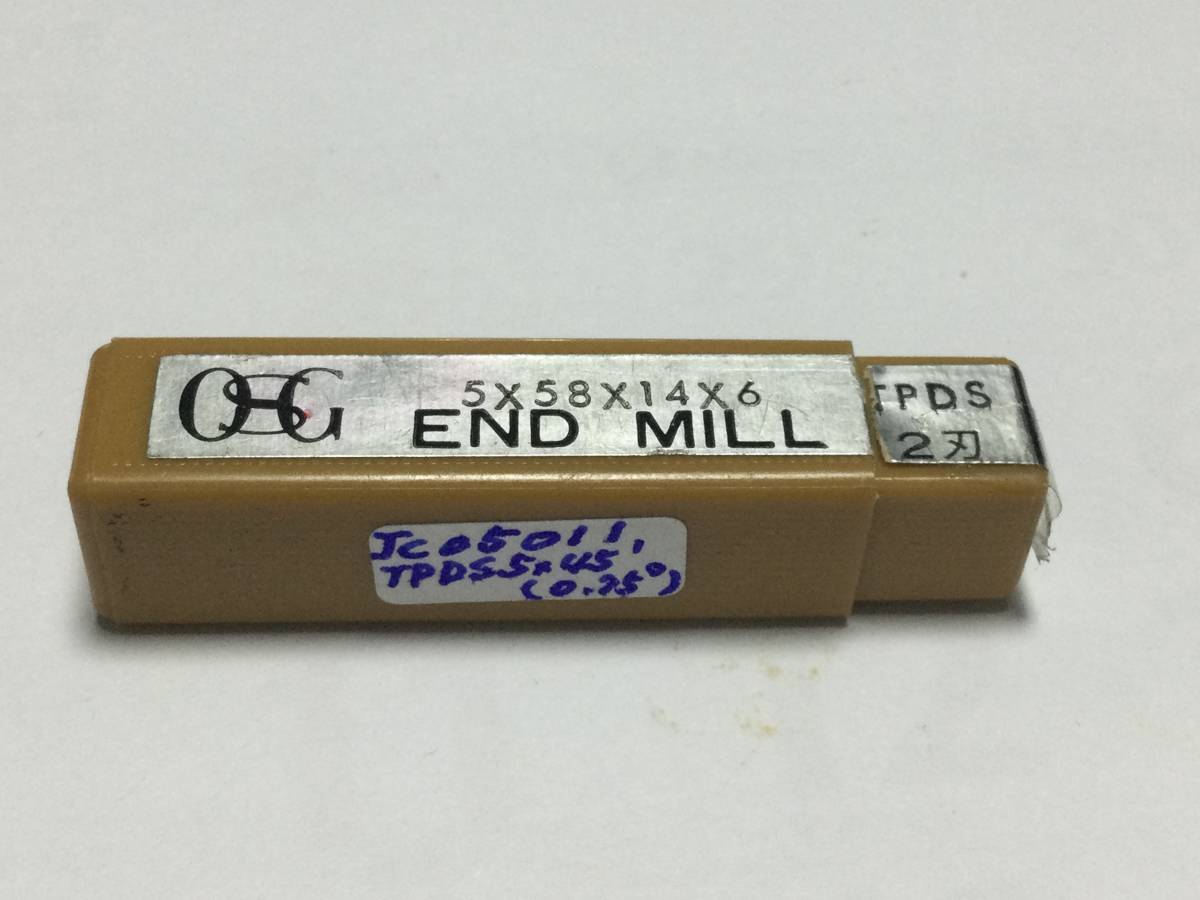 OSG
5X58X14X6
END MILL
TPDS
2刃
JC05011,
TPDS5×45'
(0.75°)